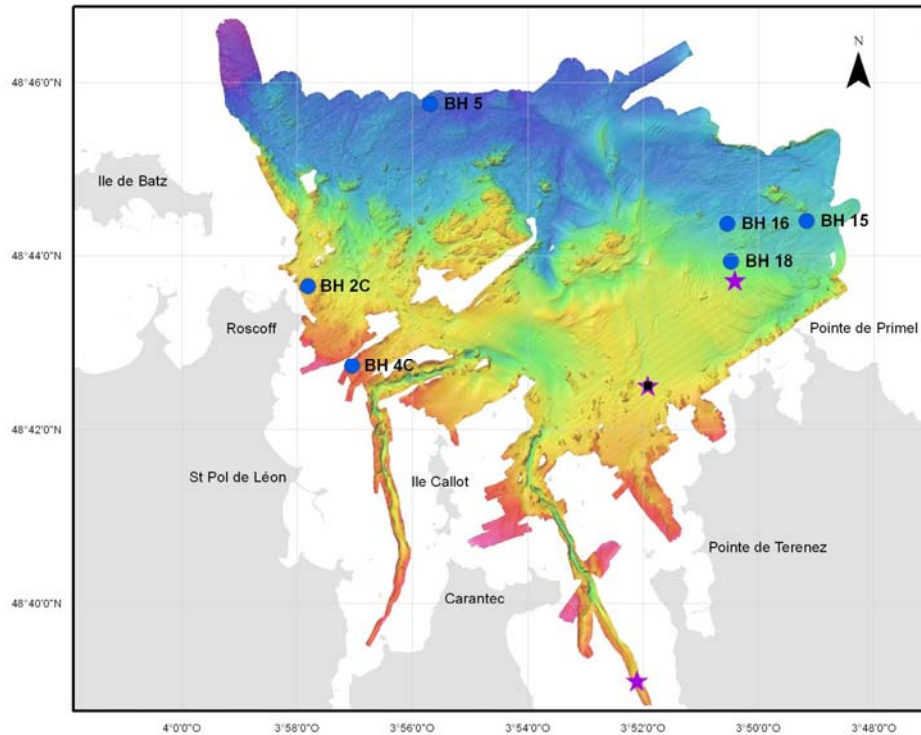 N
48°46'0"N
BH 5
Ile de Batz
BH 16
BH 15
48°44'0"N
BH 18
BH 2C
Roscoff
Pointe de Primel
BH 4C
48°42'0"N
St Pol de Léon
Ile Callot
Pointe de Terenez
Carantec
48°40'0"N
4°0'0"O
3°58'0"O
3°56'0"O
3°54'0"O
3°52'0"O
3°50'0"O
3°48'0"O